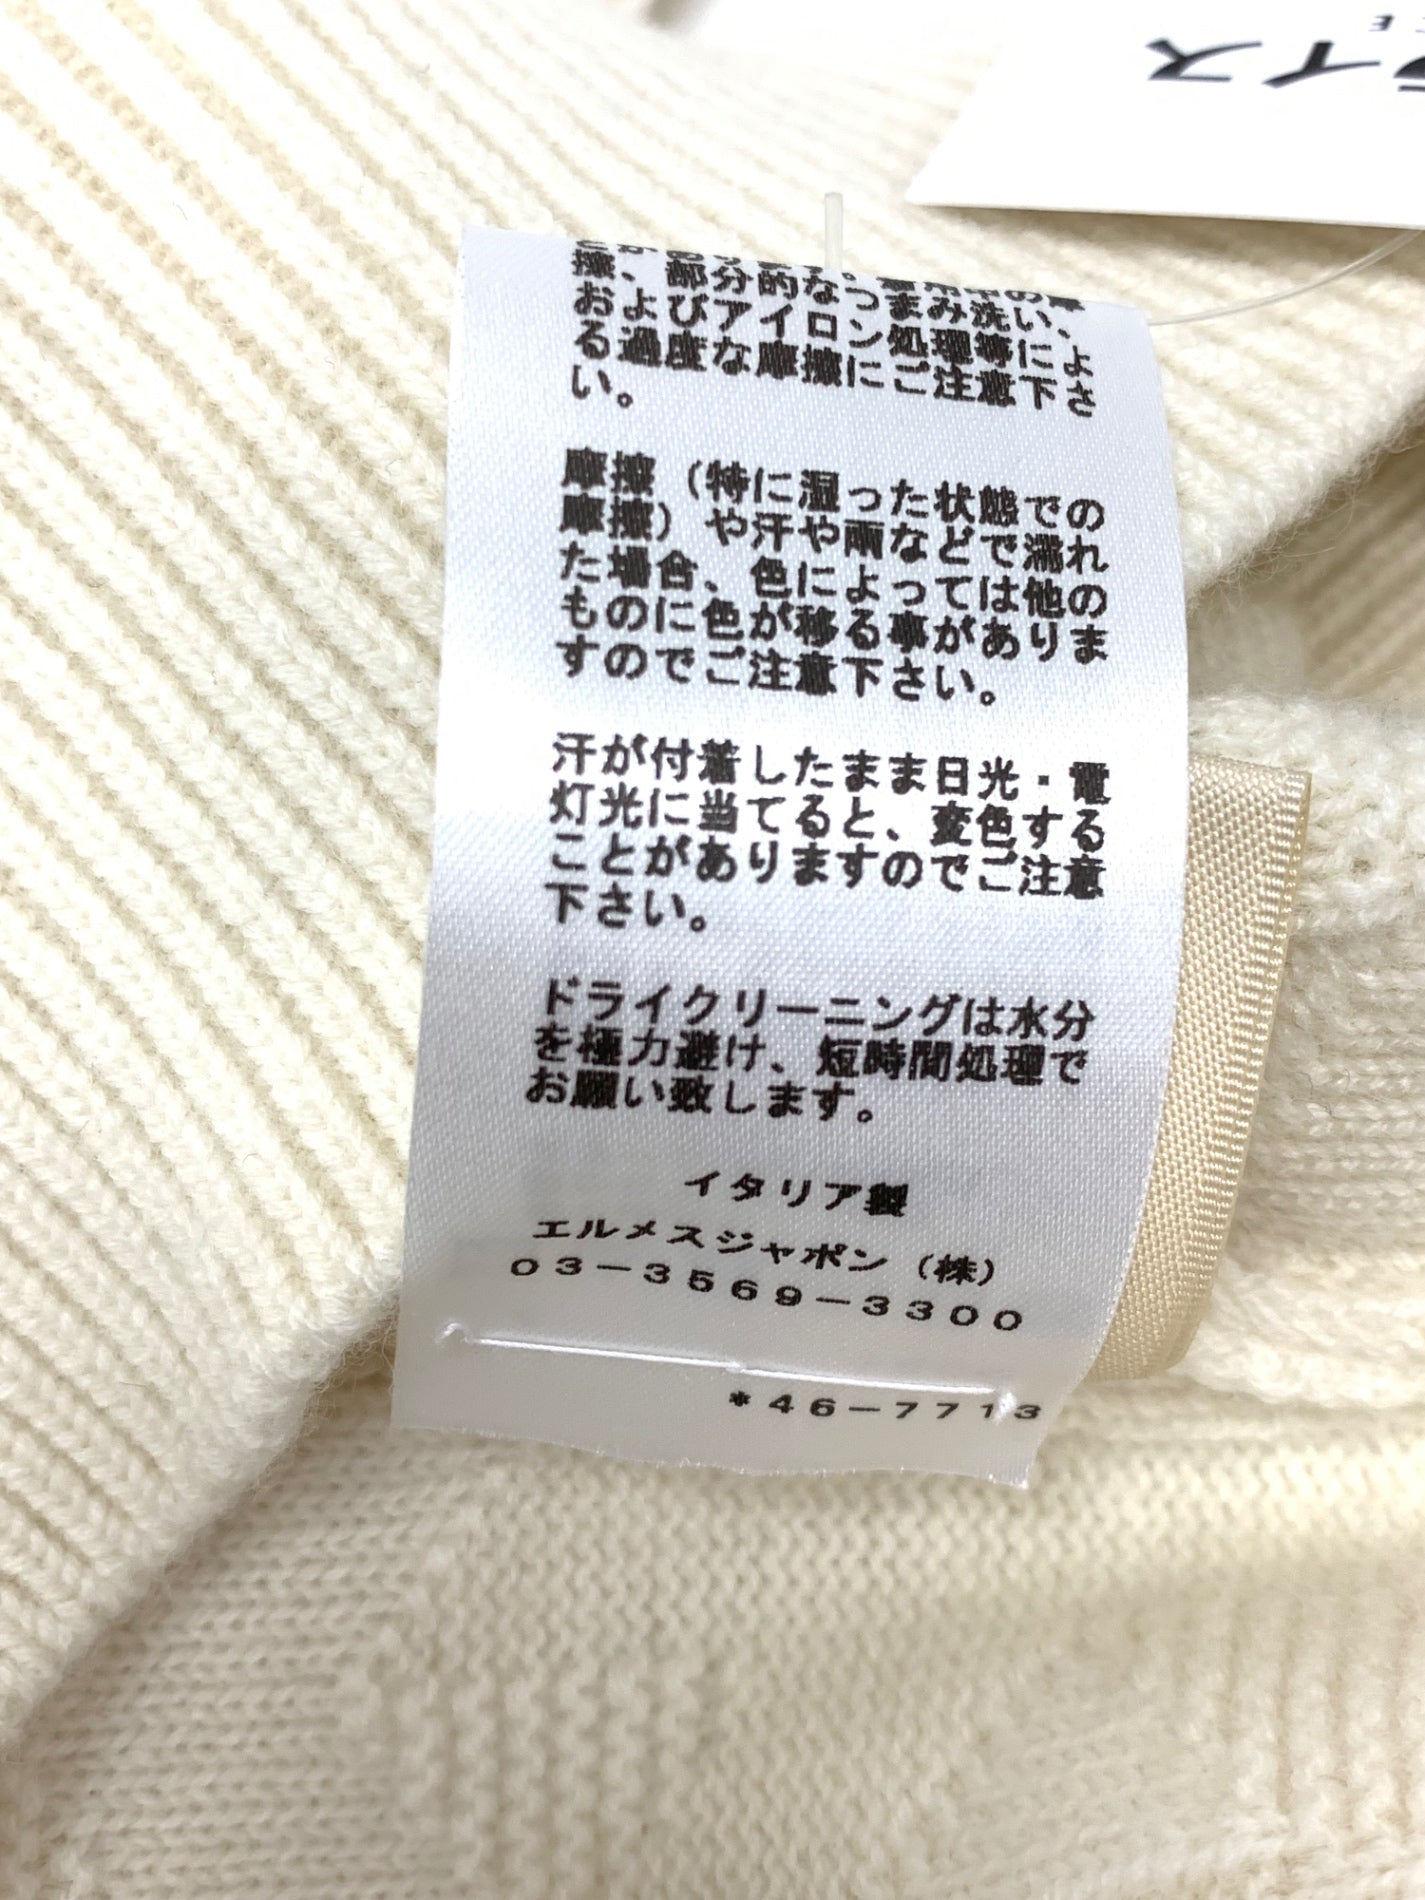 イス
擦、部分的なつまみ洗い、
およびアイロン処理等によ
る過度な摩擦にご注意下さ
い。
摩擦（特に湿った状態での
摩擦）や汗や雨などで濡れ
た場合、色によっては他の
ものに色が移る事がありま
すのでご注意下さい。
汗が付着したまま日光・電
灯光に当てると、変色する
ことがありますのでご注意
下さい。
ドライクリーニングは水分
を極力避け、短時間処理で
お願い致します。
イタリア製
エルメスジャポン（株）
０３－３５６９－３３００
＊４６－７７１３